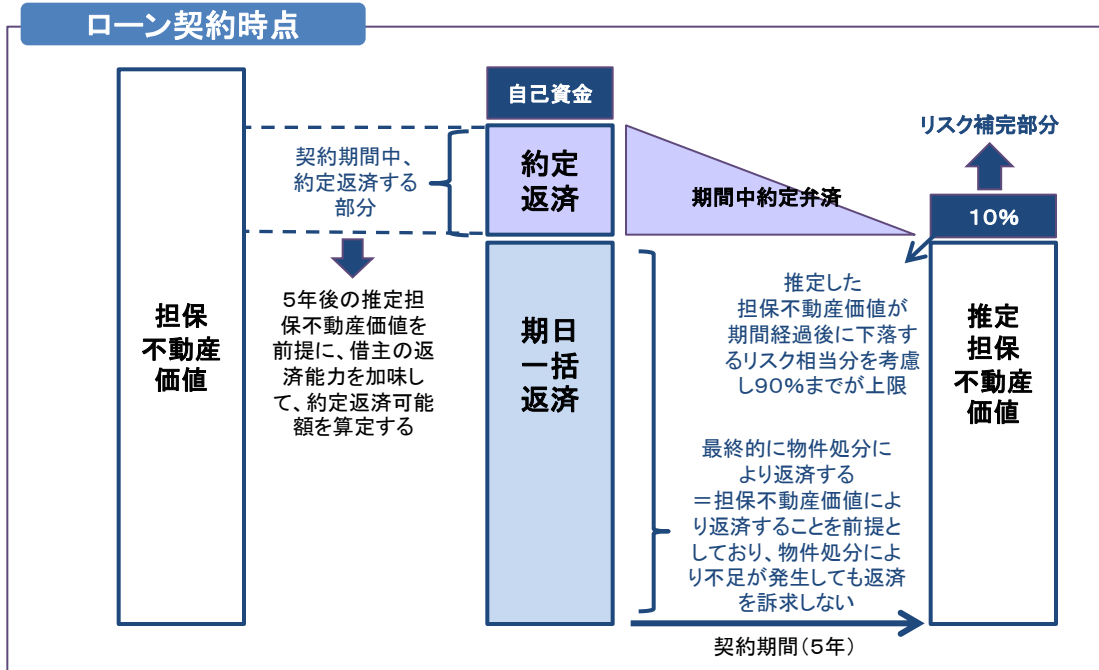 ローン契約時点
担保
不動産
価値
契約期間中、
約定返済する
部分
5年後の推定担
保不動産価値を
前提に、借主の返
済能力を加味し
て、約定返済可能
額を算定する
自己資金
約定
返済
期日
一括
返済
期間中約定弁済
リスク補完部分
10%
推定した
担保不動産価値が
期間経過後に下落す
るリスク相当分を考慮
し90%までが上限
最終的に物件処分に
より返済する
=担保不動産価値によ
り返済することを前提と
しており、物件処分によ
り不足が発生しても返済
を訴求しない
契約期間(5年)
推定
担保
不動産
価値